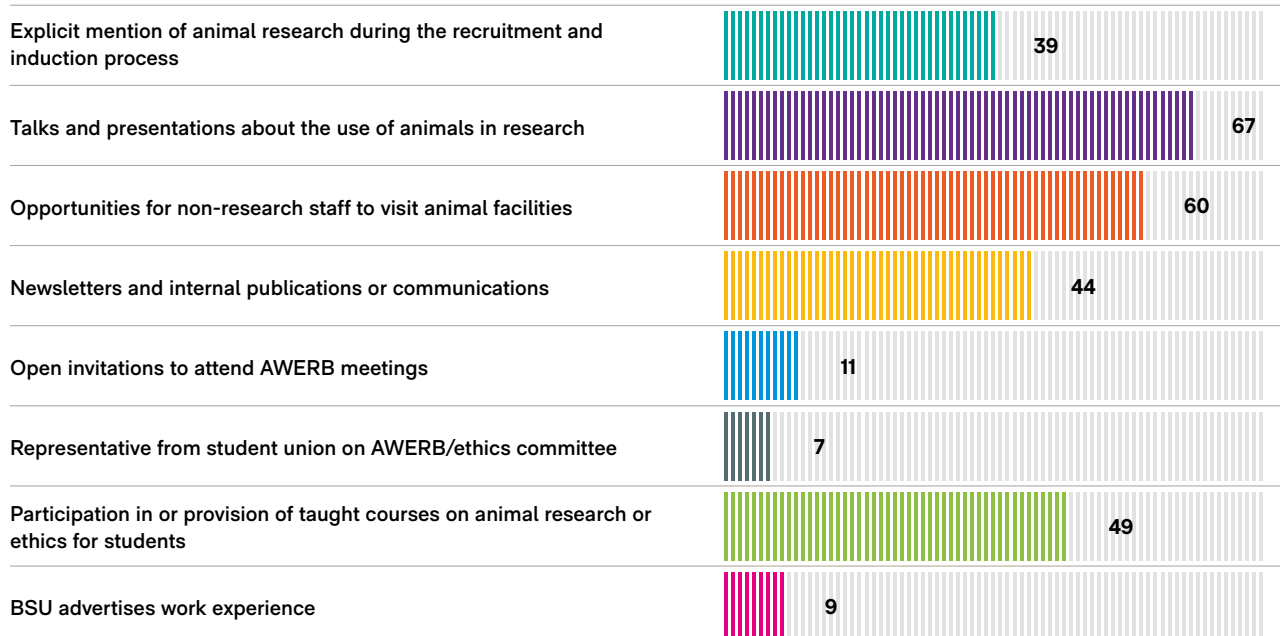 Explicit mention of animal research during the recruitment and
induction process
39
Talks and presentations about the use of animals in research
67
Opportunities for non-research staff to visit animal facilities
60
Newsletters and internal publications or communications
44
Open invitations to attend AWERB meetings
11
Representative from student union on AWERB/ethics committee
7
Participation in or provision of taught courses on animal research or
ethics for students
49
BSU advertises work experience
9